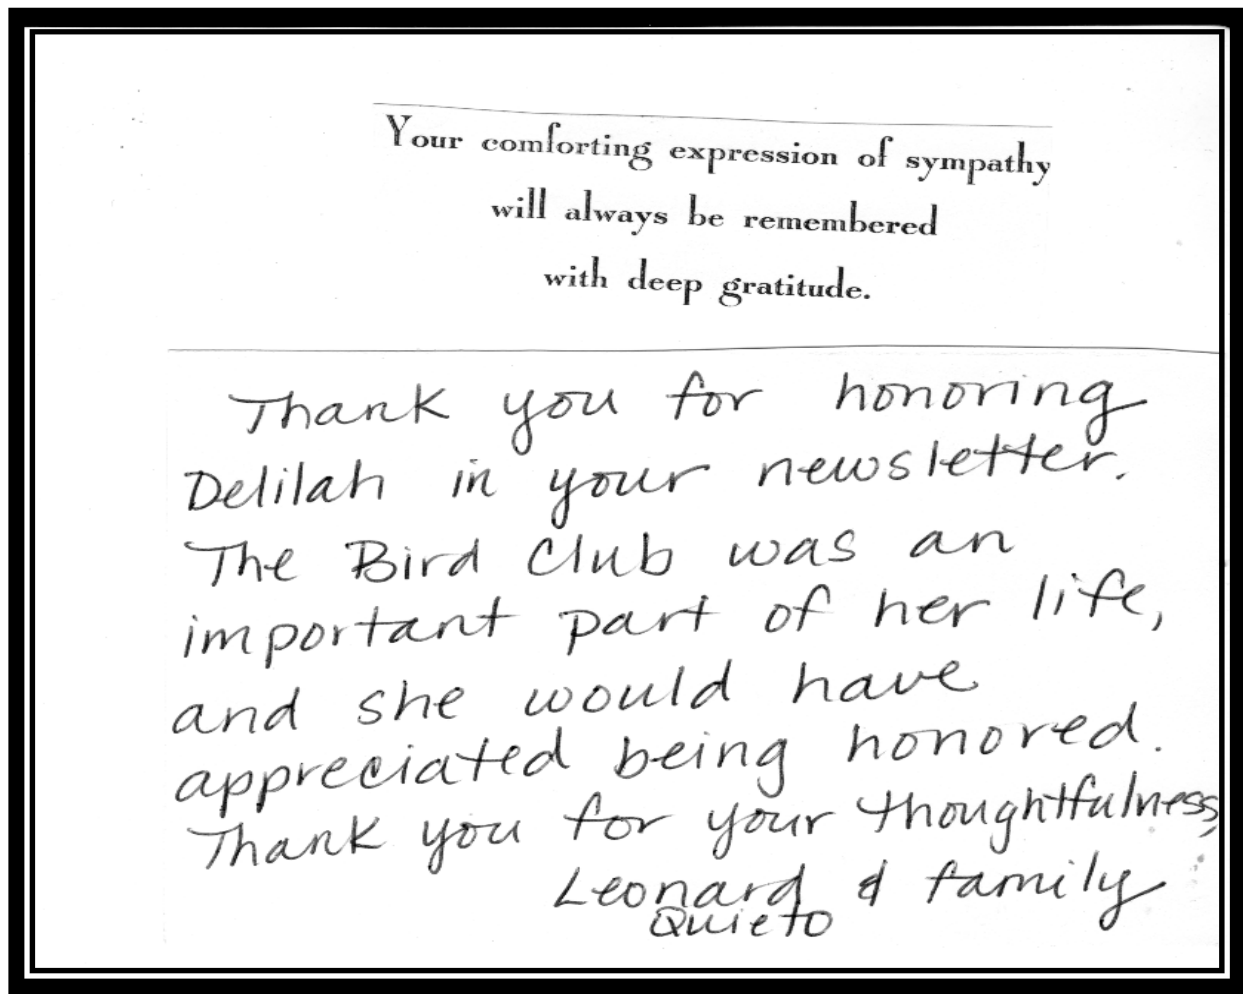 Your comforting expression of sympathy
will always be remembered
with deep gratitude.
Thank you for honoring
Delilah in your newsletter.
The Bird Club was an
important part of her life,
and she would have
appreciated being honored.
Thank you for your thoughtfulness,
Leonard & family
Quieto